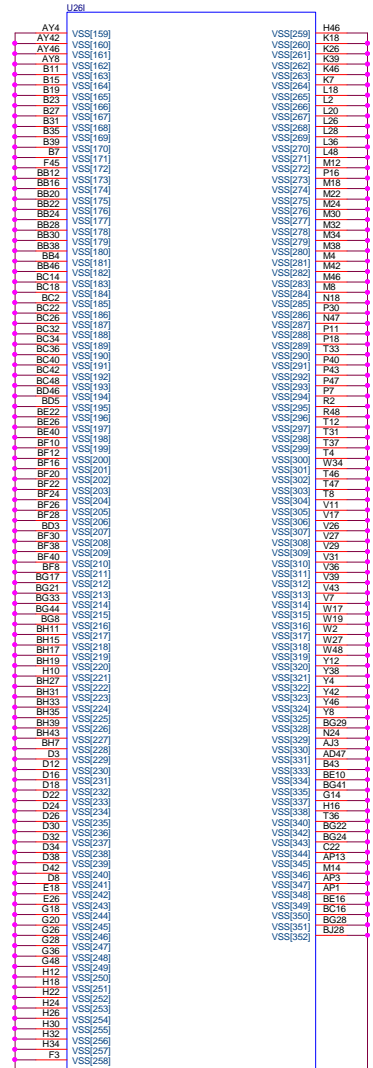 U26I
AY4 VSS[159]
AY42 VSS[160]
AY46 VSS[161]
AY8 VSS[162]
B11 VSS[163]
B15 VSS[164]
B19 VSS[165]
B23 VSS[166]
B27 VSS[167]
B31 VSS[168]
B35 VSS[169]
B39 VSS[170]
B7 VSS[171]
F45 VSS[172]
BB12 VSS[173]
BB16 VSS[174]
BB20 VSS[175]
BB22 VSS[176]
BB24 VSS[177]
BB28 VSS[178]
BB30 VSS[179]
BB38 VSS[180]
BB4 VSS[181]
BB46 VSS[182]
BC14 VSS[183]
BC18 VSS[184]
BC2 VSS[185]
BC22 VSS[186]
BC26 VSS[187]
BC32 VSS[188]
BC34 VSS[189]
BC36 VSS[190]
BC40 VSS[191]
BC42 VSS[192]
BC48 VSS[193]
BD46 VSS[194]
BD5 VSS[195]
BE22 VSS[196]
BE26 VSS[197]
BE40 VSS[198]
BF10 VSS[199]
BF12 VSS[200]
BF16 VSS[201]
BF20 VSS[202]
BF22 VSS[203]
BF24 VSS[204]
BF26 VSS[205]
BF28 VSS[206]
BD3 VSS[207]
BF30 VSS[208]
BF38 VSS[209]
BF40 VSS[210]
BF8 VSS[211]
BG17 VSS[212]
BG21 VSS[213]
BG33 VSS[214]
BG44 VSS[215]
BG8 VSS[216]
BH11 VSS[217]
BH15 VSS[218]
BH17 VSS[219]
BH19 VSS[220]
H10 VSS[221]
BH27 VSS[222]
BH31 VSS[223]
BH33 VSS[224]
BH35 VSS[225]
BH39 VSS[226]
BH43 VSS[227]
BH7 VSS[228]
D3 VSS[229]
D12 VSS[230]
D16 VSS[231]
D18 VSS[232]
D22 VSS[233]
D24 VSS[234]
D26 VSS[235]
D30 VSS[236]
D32 VSS[237]
D34 VSS[238]
D38 VSS[239]
D42 VSS[240]
D8 VSS[241]
E18 VSS[242]
E26 VSS[243]
G18 VSS[244]
G20 VSS[245]
G26 VSS[246]
G28 VSS[247]
G36 VSS[248]
G48 VSS[249]
H12 VSS[250]
H18 VSS[251]
H22 VSS[252]
H24 VSS[253]
H26 VSS[254]
H30 VSS[255]
H32 VSS[256]
H34 VSS[257]
F3 VSS[258]
VSS[259] H46
VSS[260] K18
VSS[261] K26
VSS[262] K39
VSS[263] K46
VSS[264] K7
VSS[265] L18
VSS[266] L2
VSS[267] L20
VSS[268] L26
VSS[269] L28
VSS[270] L36
VSS[271] L48
VSS[272] M12
VSS[273] P16
VSS[274] M18
VSS[275] M22
VSS[276] M24
VSS[277] M30
VSS[278] M32
VSS[279] M34
VSS[280] M38
VSS[281] M4
VSS[282] M42
VSS[283] M46
VSS[284] M8
VSS[285] N18
VSS[286] P30
VSS[287] N47
VSS[288] P11
VSS[289] P18
VSS[290] T33
VSS[291] P40
VSS[292] P43
VSS[293] P47
VSS[294] P7
VSS[295] R2
VSS[296] R48
VSS[297] T12
VSS[298] T31
VSS[299] T37
VSS[300] T4
VSS[301] W34
VSS[302] T46
VSS[303] T47
VSS[304] T8
VSS[305] V11
VSS[306] V17
VSS[307] V26
VSS[308] V27
VSS[309] V29
VSS[310] V31
VSS[311] V36
VSS[312] V39
VSS[313] V43
VSS[314] V7
VSS[315] W17
VSS[316] W19
VSS[317] W2
VSS[318] W27
VSS[319] W48
VSS[320] Y12
VSS[321] Y38
VSS[322] Y4
VSS[323] Y42
VSS[324] Y46
VSS[325] Y8
VSS[328] BG29
VSS[329] N24
VSS[330] AJ3
VSS[331] AD47
VSS[333] B43
VSS[334] BE10
VSS[335] BG41
VSS[337] G14
VSS[338] H16
VSS[340] T36
VSS[342] BG22
VSS[343] BG24
VSS[344] C22
VSS[345] AP13
VSS[346] M14
VSS[347] AP3
VSS[348] AP1
VSS[349] BE16
VSS[350] BC16
VSS[351] BG28
VSS[352] BJ28